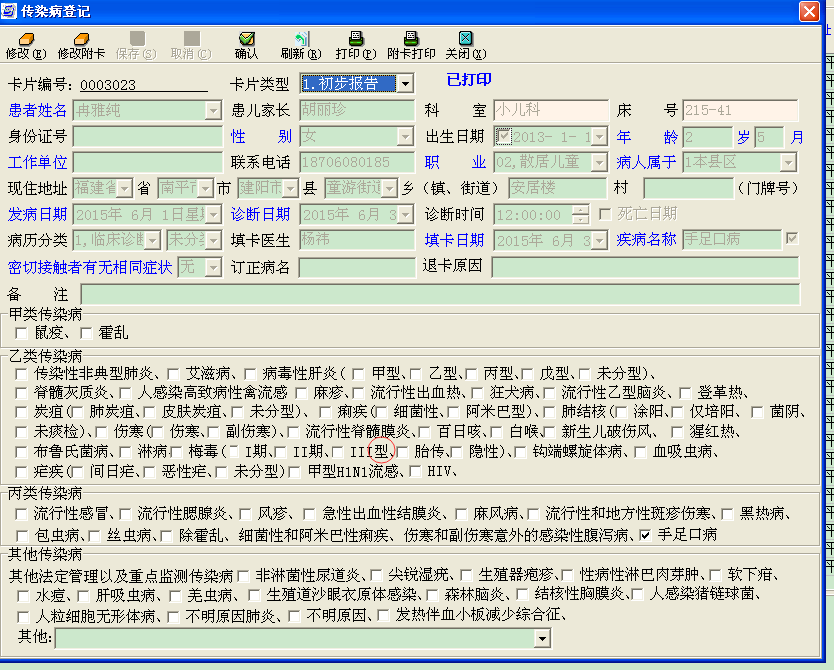 传染病登记
修改(E) 修改附卡 保存(S) 取消(C) 确认 刷新(R) 打印(P) 附卡打印 关闭(X)
卡片编号: 0003023 卡片类型 1.初步报告 已打印
患者姓名 冉雅纯 患儿家长 胡丽珍 科 室 小儿科 床 号 215-41
身份证号 性 别 女 出生日期 2013- 1- 1 年 龄 2 岁 5 月
工作单位 联系电话 18706080185 职 业 02,散居儿童 病人属于 1本县区
现住地址 福建省 省 南平市 市 建阳市 县 童游街道 乡(镇、街道) 安居楼 村 (门牌号)
发病日期 2015年 6月 1日星 诊断日期 2015年 6月 3 诊断时间 12:00:00 死亡日期
病历分类 1,临床诊断 未分类 填卡医生 杨祎 填卡日期 2015年 6月 3 疾病名称 手足口病
密切接触者有无相同症状 无 订正病名 退卡原因
备 注
甲类传染病
鼠疫、 霍乱
乙类传染病
传染性非典型肺炎、 艾滋病、 病毒性肝炎( 甲型、 乙型、 丙型、 戊型、 未分型)、
脊髓灰质炎、 人感染高致病性禽流感 麻疹、 流行性出血热、 狂犬病、 流行性乙型脑炎、 登革热、
炭疽( 肺炭疽、 皮肤炭疽、 未分型)、 痢疾( 细菌性、 阿米巴型)、 肺结核( 涂阳、 仅培阳、 菌阴、
未痰检)、 伤寒( 伤寒、 副伤寒)、 流行性脊髓膜炎、 百日咳、 白喉、 新生儿破伤风、 猩红热、
布鲁氏菌病、 淋病 梅毒( I期、 II期、 III型、 胎传、 隐性)、 钩端螺旋体病、 血吸虫病、
疟疾( 间日疟、 恶性疟、 未分型) 甲型H1N1流感、 HIV、
丙类传染病
流行性感冒、 流行性腮腺炎、 风疹、 急性出血性结膜炎、 麻风病、 流行性和地方性斑疹伤寒、 黑热病、
包虫病、 丝虫病、 除霍乱、细菌性和阿米巴性痢疾、伤寒和副伤寒意外的感染性腹泻病、 手足口病
其他传染病
其他法定管理以及重点监测传染病 非淋菌性尿道炎、 尖锐湿疣、 生殖器疱疹、 性病性淋巴肉芽肿、 软下疳、
水痘、 肝吸虫病、 羌虫病、 生殖道沙眼衣原体感染、 森林脑炎、 结核性胸膜炎、 人感染猪链球菌、
人粒细胞无形体病、 不明原因肺炎、 不明原因、 发热伴血小板减少综合征、
其他: